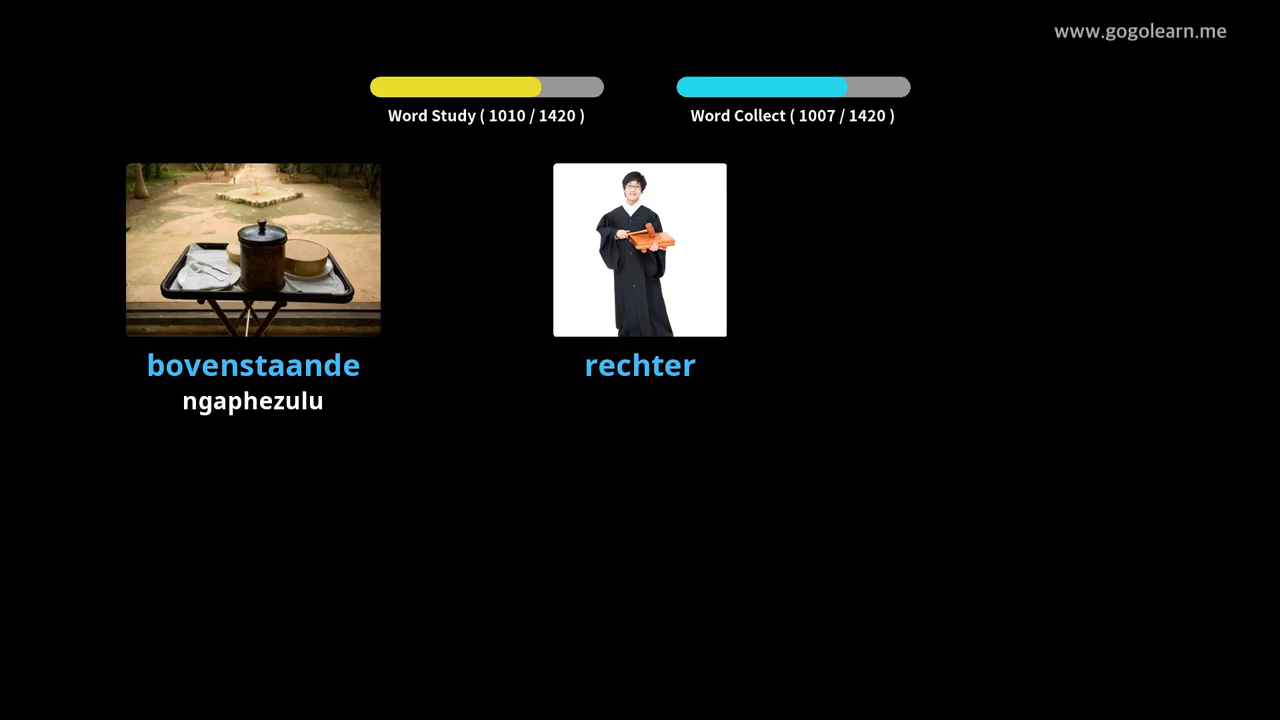 www.gogolearn.me
Word Study ( 1010 / 1420 )
Word Collect ( 1007 / 1420 )
bovenstaande
ngaphezulu
rechter